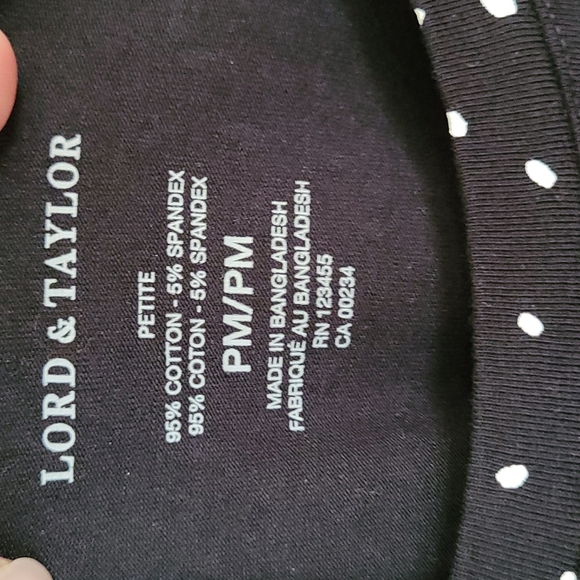 LORD & TAYLOR
PETITE
95% COTTON - 5% SPANDEX
95% COTON - 5% SPANDEX
PM/PM
MADE IN BANGLADESH
FABRIQUÉ AU BANGLADESH
RN 123455
CA 00234